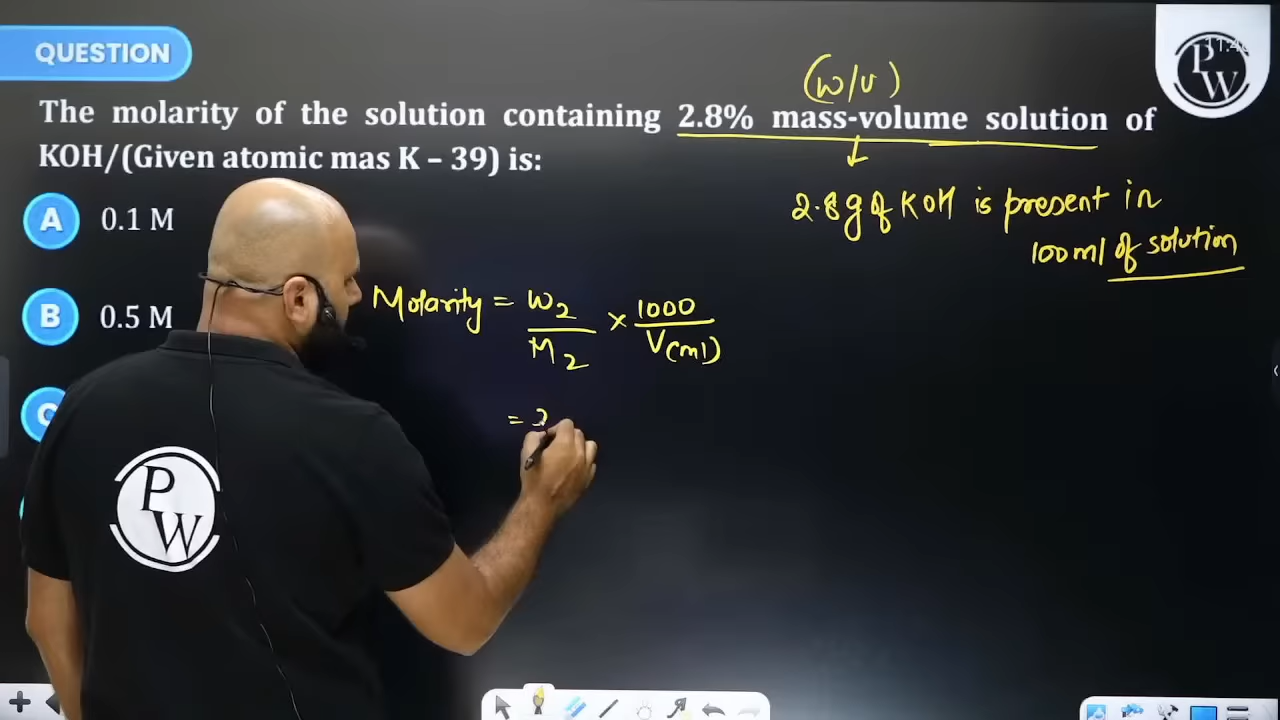 QUESTION
(w/v)
The molarity of the solution containing 2.8% mass-volume solution of
KOH/(Given atomic mas K – 39) is:
2.8g of KOH is present in
100ml of solution
A 0.1 M
B 0.5 M
C
Molarity = W2/M2 × 1000/V(ml)
= 2
PW
PW